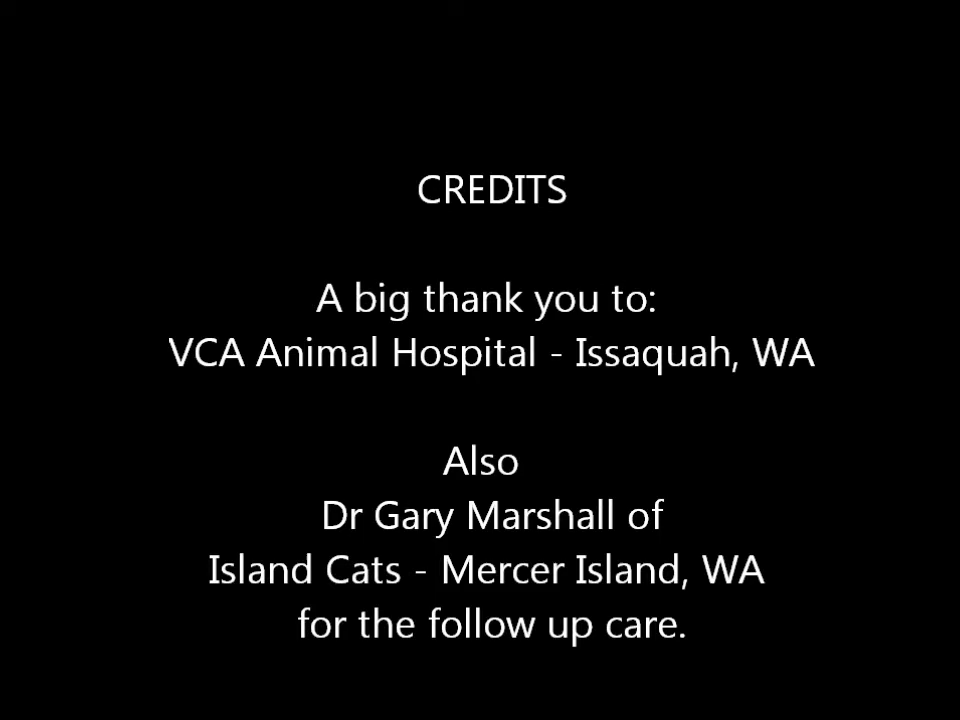 CREDITS
A big thank you to:
VCA Animal Hospital - Issaquah, WA
Also
Dr Gary Marshall of
Island Cats - Mercer Island, WA
for the follow up care.